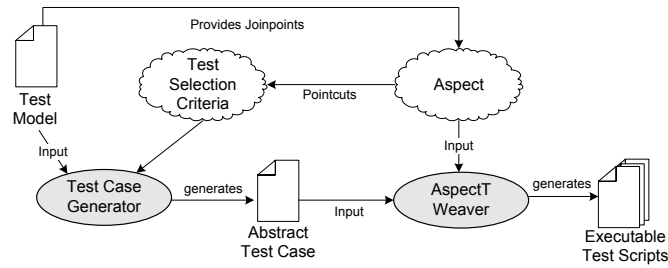 Provides Joinpoints
Test
Model
Test
Selection
Criteria
Pointcuts
Aspect
Input
Input
Test Case
Generator
generates
Abstract
Test Case
Input
AspectT
Weaver
generates
Executable
Test Scripts